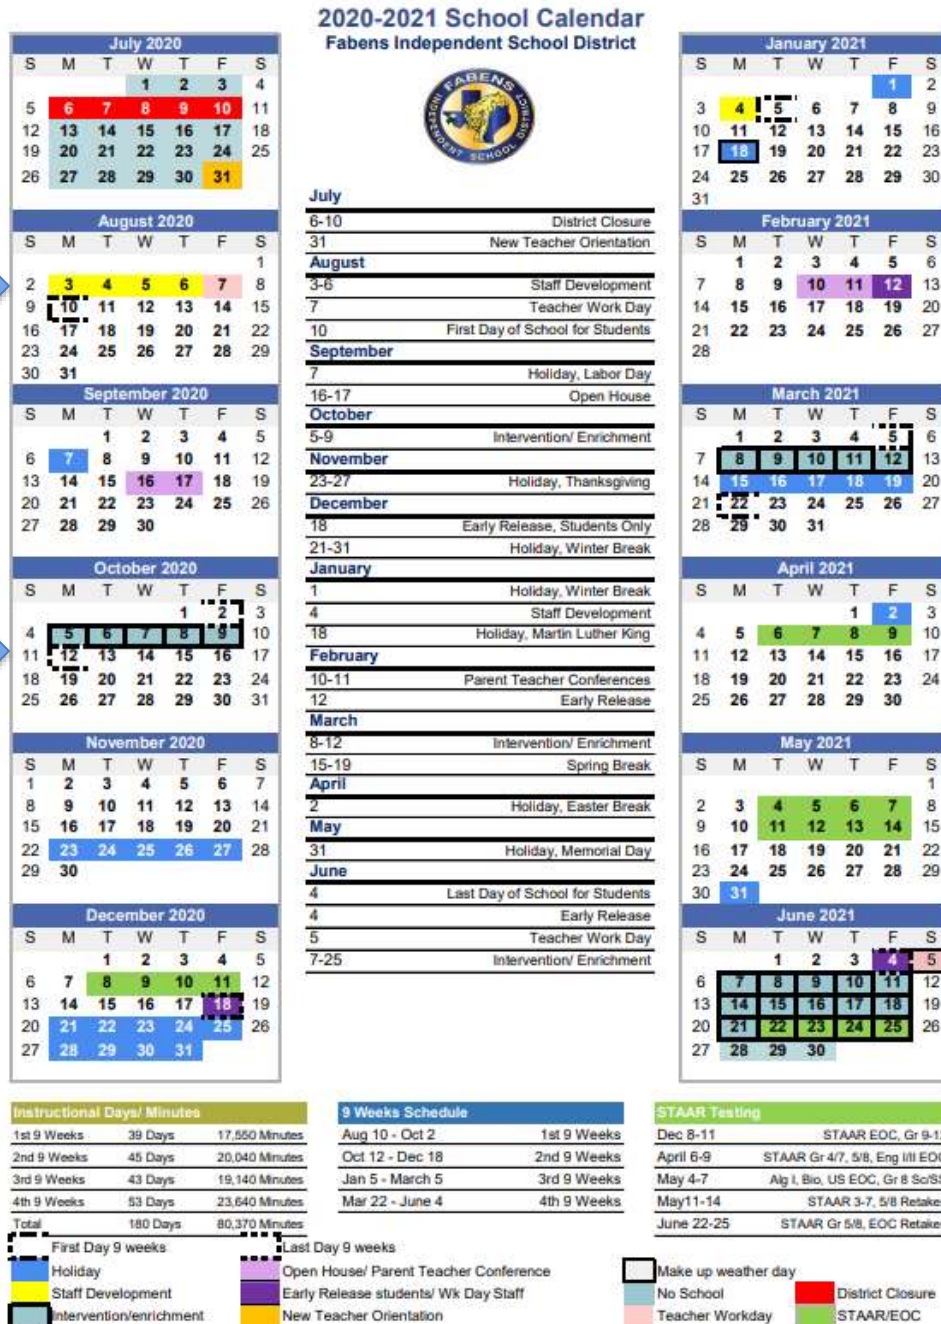 2020-2021 School Calendar
Fabens Independent School District
FABENS
INDEPENDENT SCHOOL DISTRICT
July 2020
S M T W T F S
1 2 3 4
5 6 7 8 9 10 11
12 13 14 15 16 17 18
19 20 21 22 23 24 25
26 27 28 29 30 31
August 2020
S M T W T F S
1
2 3 4 5 6 7 8
9 10 11 12 13 14 15
16 17 18 19 20 21 22
23 24 25 26 27 28 29
30 31
September 2020
S M T W T F S
1 2 3 4 5
6 7 8 9 10 11 12
13 14 15 16 17 18 19
20 21 22 23 24 25 26
27 28 29 30
October 2020
S M T W T F S
1 2 3
4 5 6 7 8 9 10
11 12 13 14 15 16 17
18 19 20 21 22 23 24
25 26 27 28 29 30 31
November 2020
S M T W T F S
1 2 3 4 5 6 7
8 9 10 11 12 13 14
15 16 17 18 19 20 21
22 23 24 25 26 27 28
29 30
December 2020
S M T W T F S
1 2 3 4 5
6 7 8 9 10 11 12
13 14 15 16 17 18 19
20 21 22 23 24 25 26
27 28 29 30 31
July
6-10 District Closure
31 New Teacher Orientation
August
3-6 Staff Development
7 Teacher Work Day
10 First Day of School for Students
September
7 Holiday, Labor Day
16-17 Open House
October
5-9 Intervention/ Enrichment
November
23-27 Holiday, Thanksgiving
December
18 Early Release, Students Only
21-31 Holiday, Winter Break
January
1 Holiday, Winter Break
4 Staff Development
18 Holiday, Martin Luther King
February
10-11 Parent Teacher Conferences
12 Early Release
March
8-12 Intervention/ Enrichment
15-19 Spring Break
April
2 Holiday, Easter Break
May
31 Holiday, Memorial Day
June
4 Last Day of School for Students
4 Early Release
5 Teacher Work Day
7-25 Intervention/ Enrichment
January 2021
S M T W T F S
1 2
3 4 5 6 7 8 9
10 11 12 13 14 15 16
17 18 19 20 21 22 23
24 25 26 27 28 29 30
31
February 2021
S M T W T F S
1 2 3 4 5 6
7 8 9 10 11 12 13
14 15 16 17 18 19 20
21 22 23 24 25 26 27
28
March 2021
S M T W T F S
1 2 3 4 5 6
7 8 9 10 11 12 13
14 15 16 17 18 19 20
21 22 23 24 25 26 27
28 29 30 31
April 2021
S M T W T F S
1 2 3
4 5 6 7 8 9 10
11 12 13 14 15 16 17
18 19 20 21 22 23 24
25 26 27 28 29 30
May 2021
S M T W T F S
1
2 3 4 5 6 7 8
9 10 11 12 13 14 15
16 17 18 19 20 21 22
23 24 25 26 27 28 29
30 31
June 2021
S M T W T F S
1 2 3 4 5
6 7 8 9 10 11 12
13 14 15 16 17 18 19
20 21 22 23 24 25 26
27 28 29 30
Instructional Days/ Minutes
1st 9 Weeks 39 Days 17,550 Minutes
2nd 9 Weeks 45 Days 20,040 Minutes
3rd 9 Weeks 43 Days 19,140 Minutes
4th 9 Weeks 53 Days 23,640 Minutes
Total 180 Days 80,370 Minutes
9 Weeks Schedule
Aug 10 - Oct 2 1st 9 Weeks
Oct 12 - Dec 18 2nd 9 Weeks
Jan 5 - March 5 3rd 9 Weeks
Mar 22 - June 4 4th 9 Weeks
STAAR Testing
Dec 8-11 STAAR EOC, Gr
April 6-9 STAAR Gr 4/7, 5/8, Eng I/II EOC
May 4-7 Alg I, Bio, US EOC, Gr 8 Sc/SS
May11-14 STAAR 3-7, 5/8 Retake
June 22-25 STAAR Gr 5/8, EOC Retake
First Day 9 weeks Last Day 9 weeks
Holiday Open House/ Parent Teacher Conference Make up weather day
Staff Development Early Release students/ Wk Day Staff No School District Closure
Intervention/enrichment New Teacher Orientation Teacher Workday STAAR/EOC